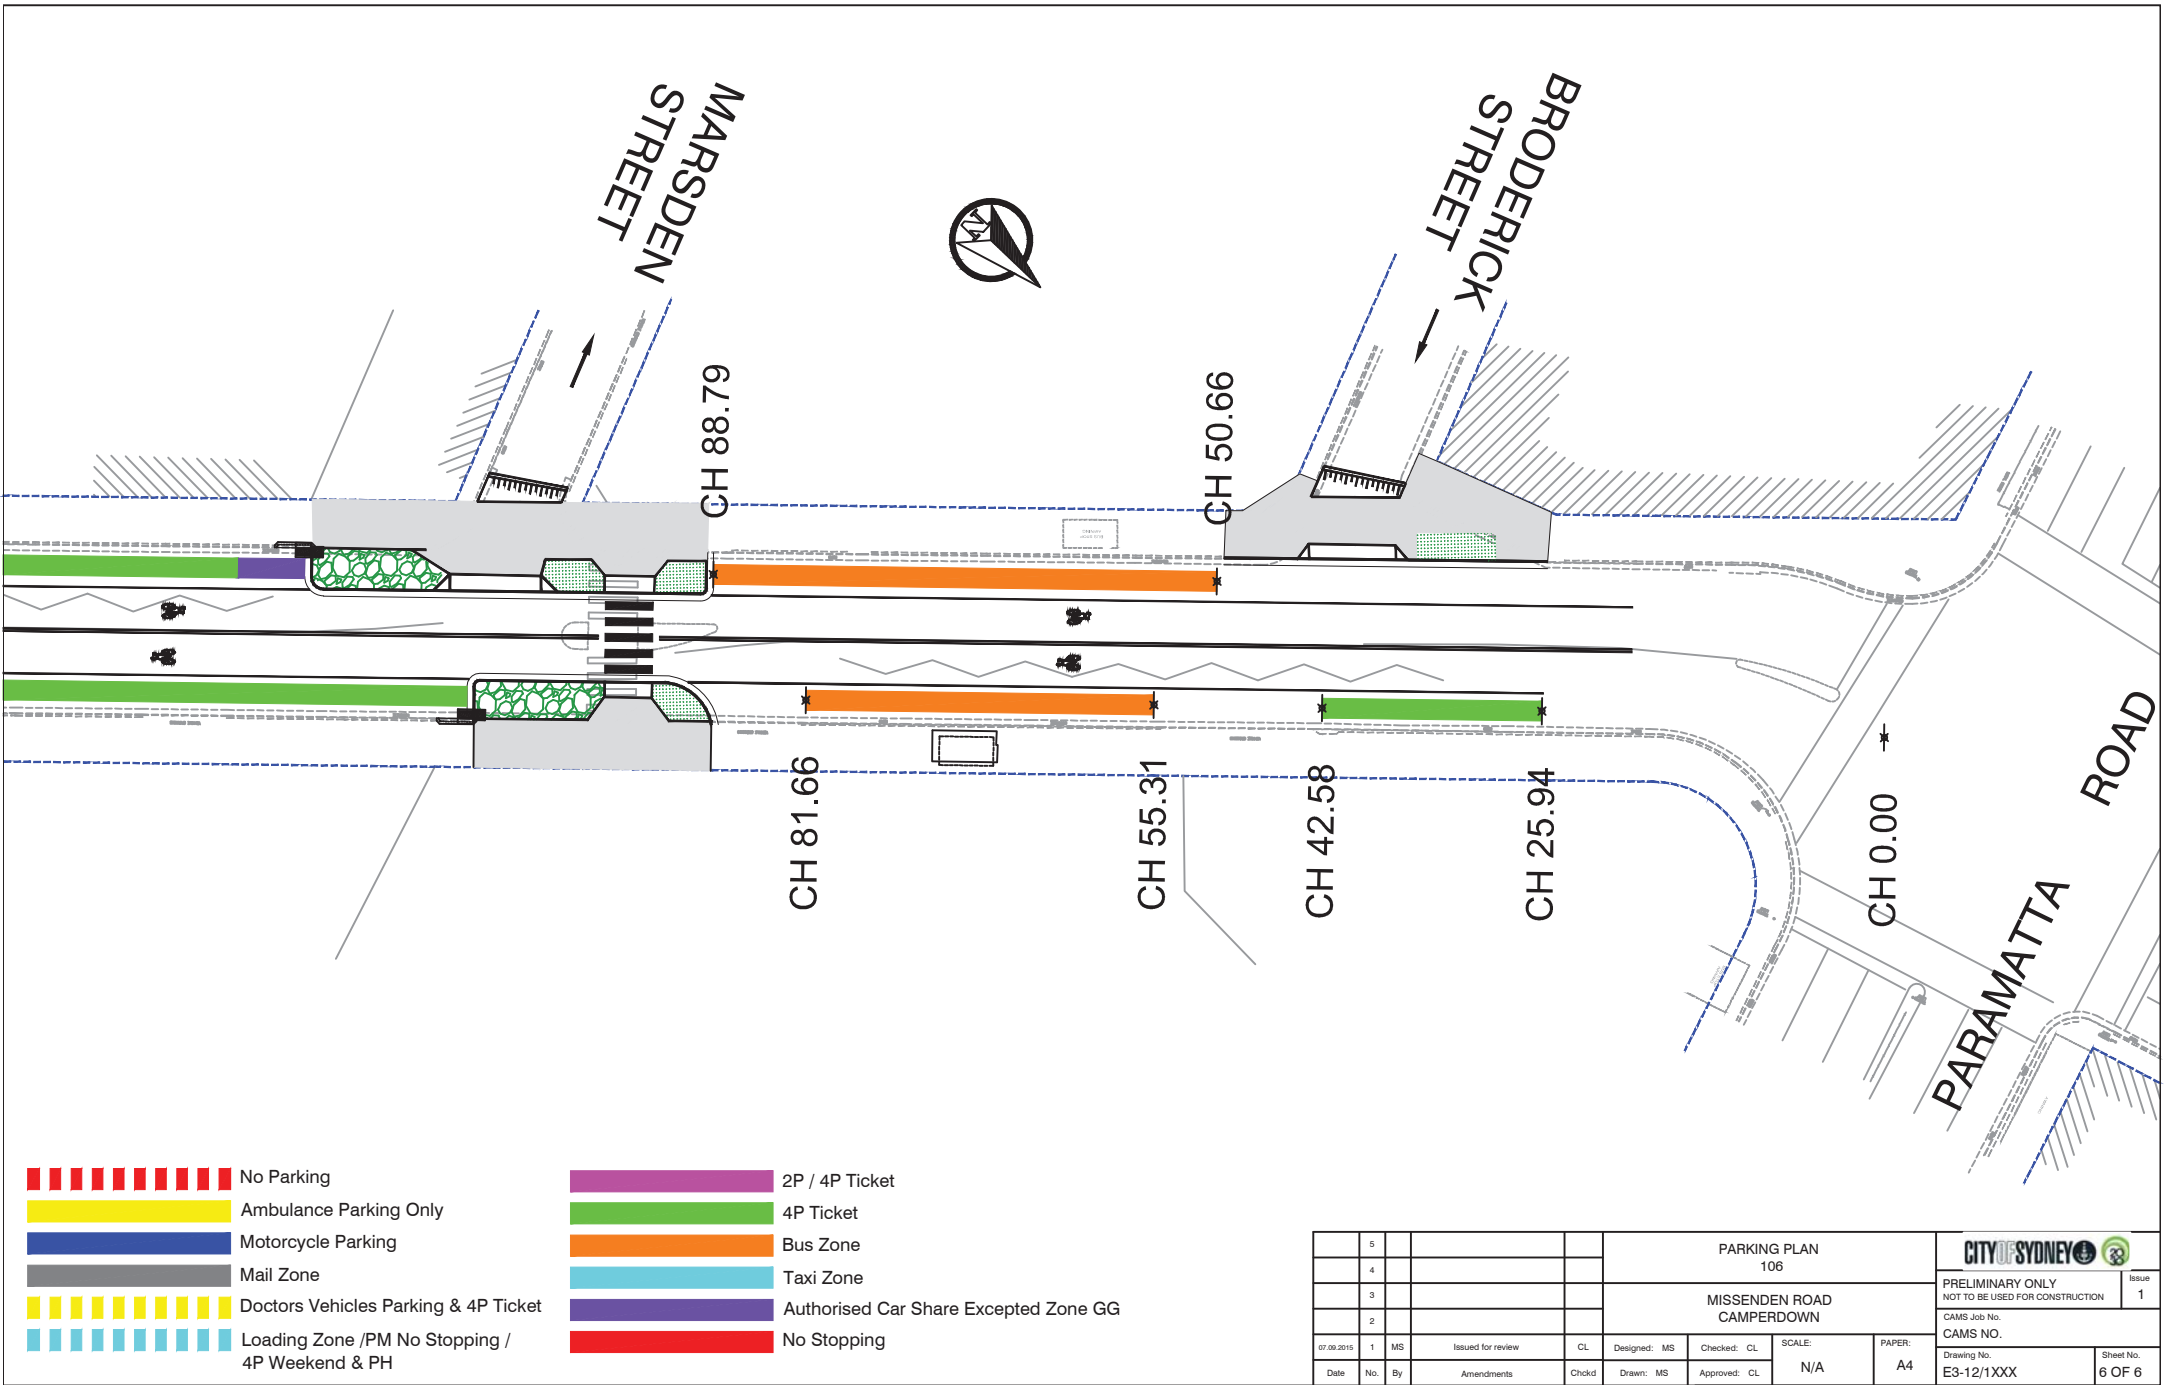 MARSDEN
STREET
BRODERICK
STREET
N
CH 88.79
CH 50.66
CH 81.66
CH 55.31
CH 42.58
CH 25.94
CH 0.00
PARAMATTA ROAD
No Parking
Ambulance Parking Only
Motorcycle Parking
Mail Zone
Doctors Vehicles Parking & 4P Ticket
Loading Zone /PM No Stopping /
4P Weekend & PH
2P / 4P Ticket
4P Ticket
Bus Zone
Taxi Zone
Authorised Car Share Excepted Zone GG
No Stopping
5
4
3
2
07.09.2015 1 MS Issued for review CL
Date No. By Amendments Chckd
PARKING PLAN
106
MISSENDEN ROAD
CAMPERDOWN
Designed: MS Checked: CL
Drawn: MS Approved: CL
SCALE:
N/A
PAPER:
A4
CITY OF SYDNEY
PRELIMINARY ONLY
NOT TO BE USED FOR CONSTRUCTION
Issue
1
CAMS Job No.
CAMS NO.
Drawing No.
E3-12/1XXX
Sheet No.
6 OF 6